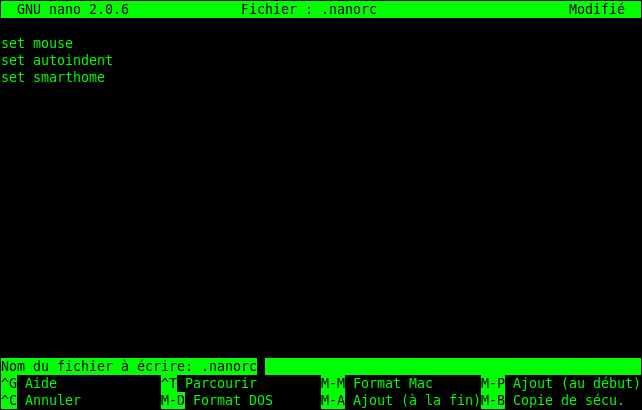 GNU nano 2.0.6 Fichier : .nanorc Modifié
set mouse
set autoindent
set smarthome
Nom du fichier à écrire: .nanorc
^G Aide ^T Parcourir M-M Format Mac M-P Ajout (au début)
^C Annuler M-D Format DOS M-A Ajout (à la fin) M-B Copie de sécu.